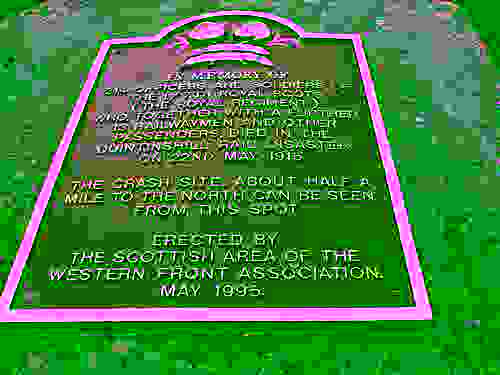 IN MEMORY OF
OFFICERS AND SOLDIERS OF
THE ROYAL SCOTS
(THE ROYAL REGIMENT)
WHO TOGETHER WITH A FURTHER
RAILWAYMEN AND OTHER
PASSENGERS DIED IN THE
QUINTINSHILL RAIL DISASTER
ON 22ND MAY 1915
THE CRASH SITE ABOUT HALF A
MILE TO THE NORTH CAN BE SEEN
FROM THIS SPOT
ERECTED BY
THE SCOTTISH AREA OF THE
WESTERN FRONT ASSOCIATION.
MAY 1995.